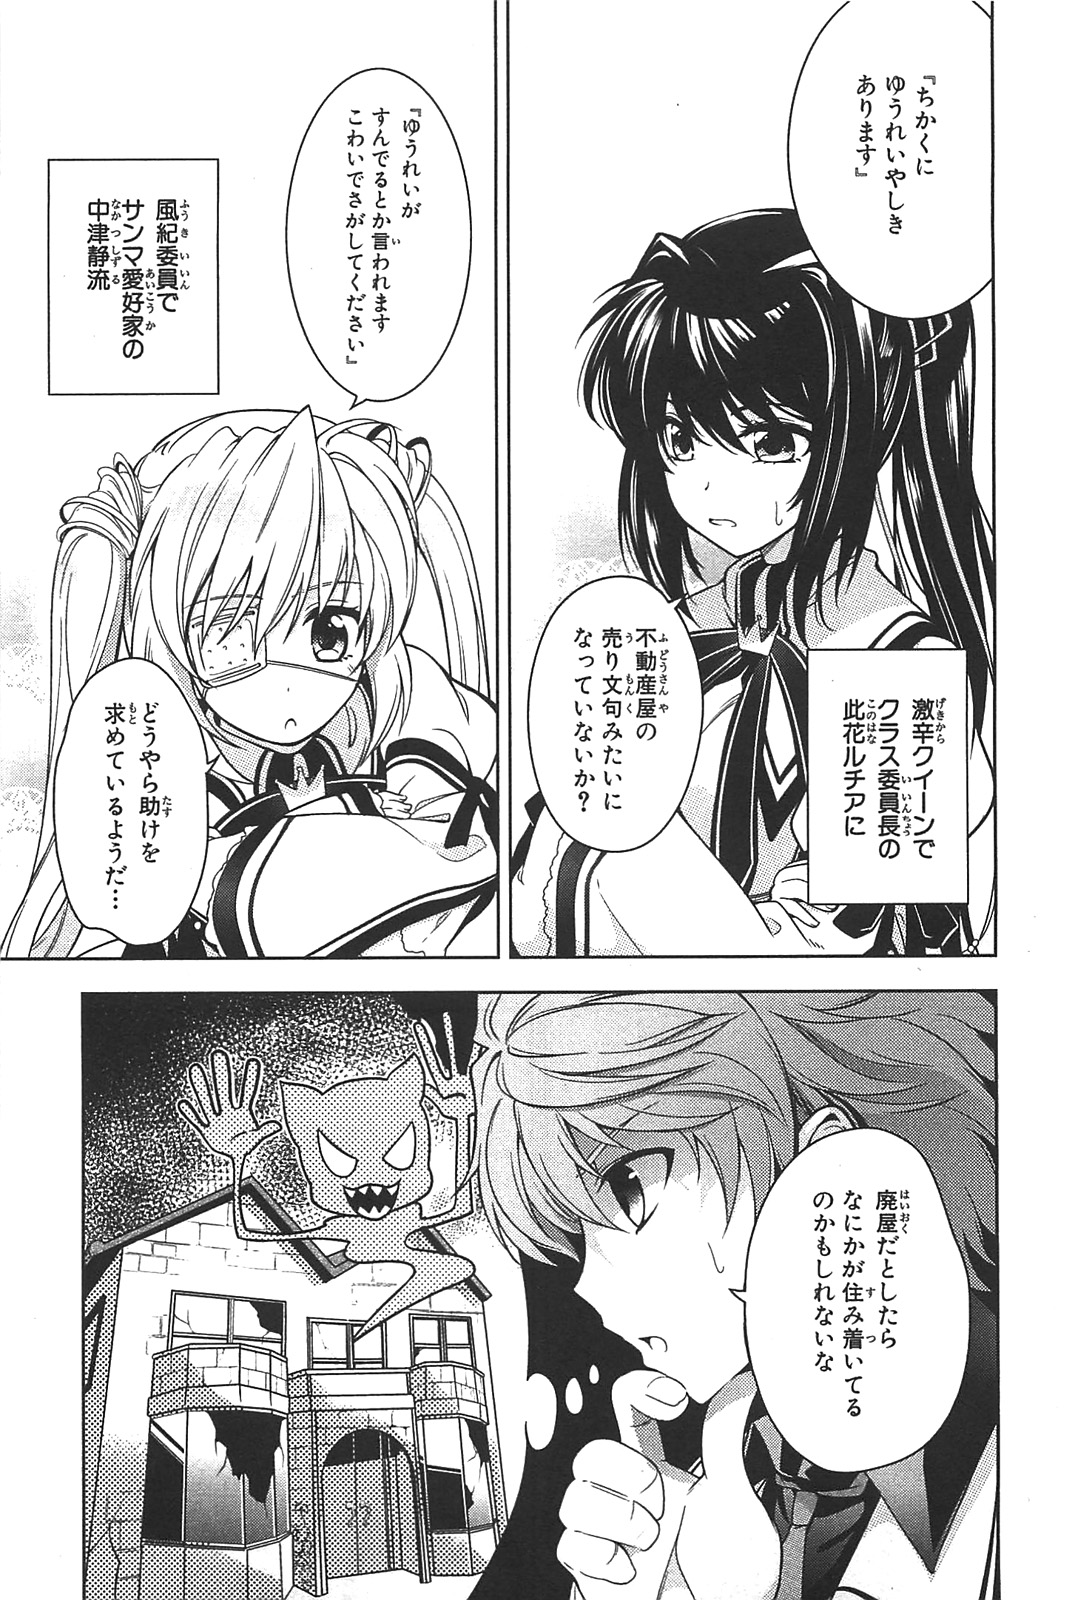 『ちかくに
ゆうれいやしき
あります』
不動産屋の
売り文句みたいに
なっていないか？
激辛クイーンで
クラス委員長の
此花ルチアに
『ゆうれいが
すんでるとか言われます
こわいでさがしてください』
風紀委員で
サンマ愛好家の
中津静流
どうやら助けを
求めているようだ…
廃屋だとしたら
なにかが住み着いてる
のかもしれないな